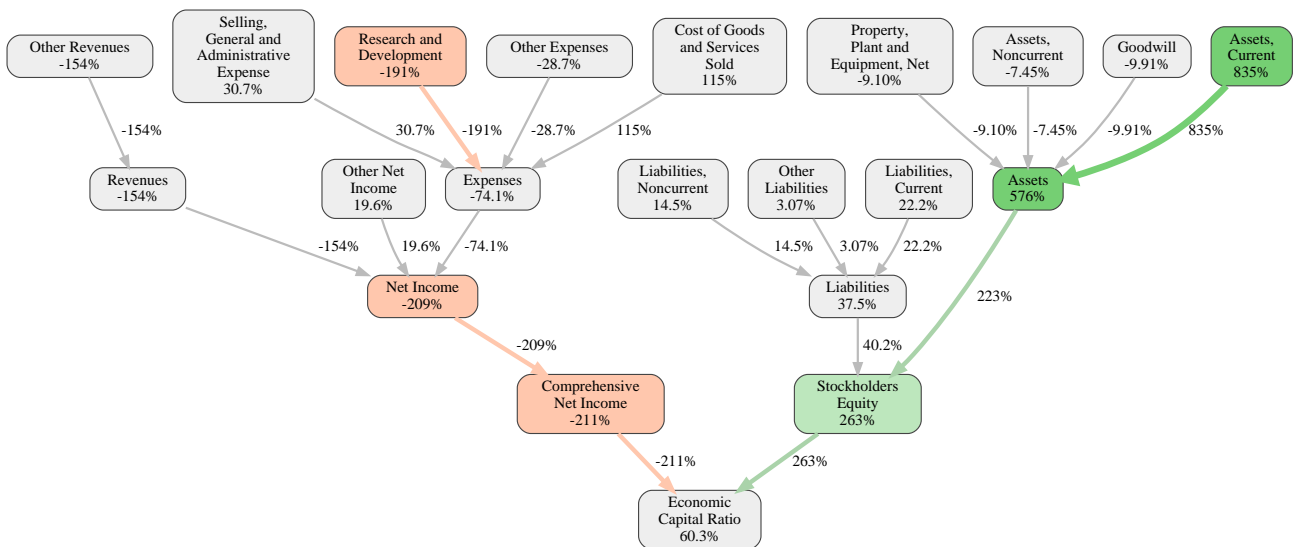 Other Revenues
-154%
Selling,
General and
Administrative
Expense
30.7%
Research and
Development
-191%
Other Expenses
-28.7%
Cost of Goods
and Services
Sold
115%
Property,
Plant and
Equipment, Net
-9.10%
Assets,
Noncurrent
-7.45%
Goodwill
-9.91%
Assets,
Current
835%
-154%
30.7%
-191%
-28.7%
115%
-9.10%
-7.45%
-9.91%
835%
Revenues
-154%
Other Net
Income
19.6%
Expenses
-74.1%
Liabilities,
Noncurrent
14.5%
Other
Liabilities
3.07%
Liabilities,
Current
22.2%
Assets
576%
-154%
19.6%
-74.1%
14.5%
3.07%
22.2%
223%
Net Income
-209%
Liabilities
37.5%
-209%
40.2%
Comprehensive
Net Income
-211%
Stockholders
Equity
263%
-211%
263%
Economic
Capital Ratio
60.3%